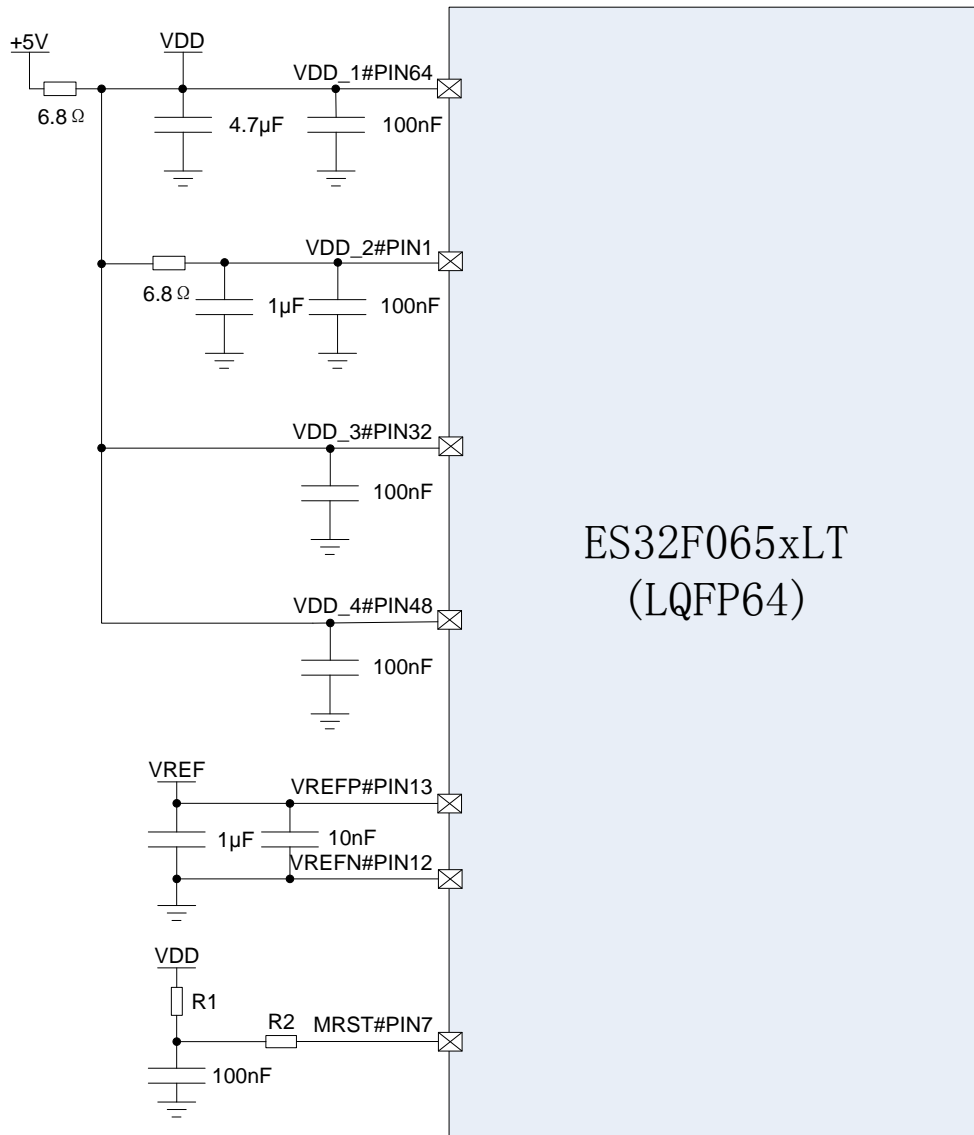 +5V
VDD
VDD_1#PIN64
6.8Ω
4.7µF
100nF
VDD_2#PIN1
6.8Ω
1µF
100nF
VDD_3#PIN32
100nF
ES32F065xLT
(LQFP64)
VDD_4#PIN48
100nF
VREF
VREFP#PIN13
1µF
10nF
VREFN#PIN12
VDD
R1
R2
MRST#PIN7
100nF